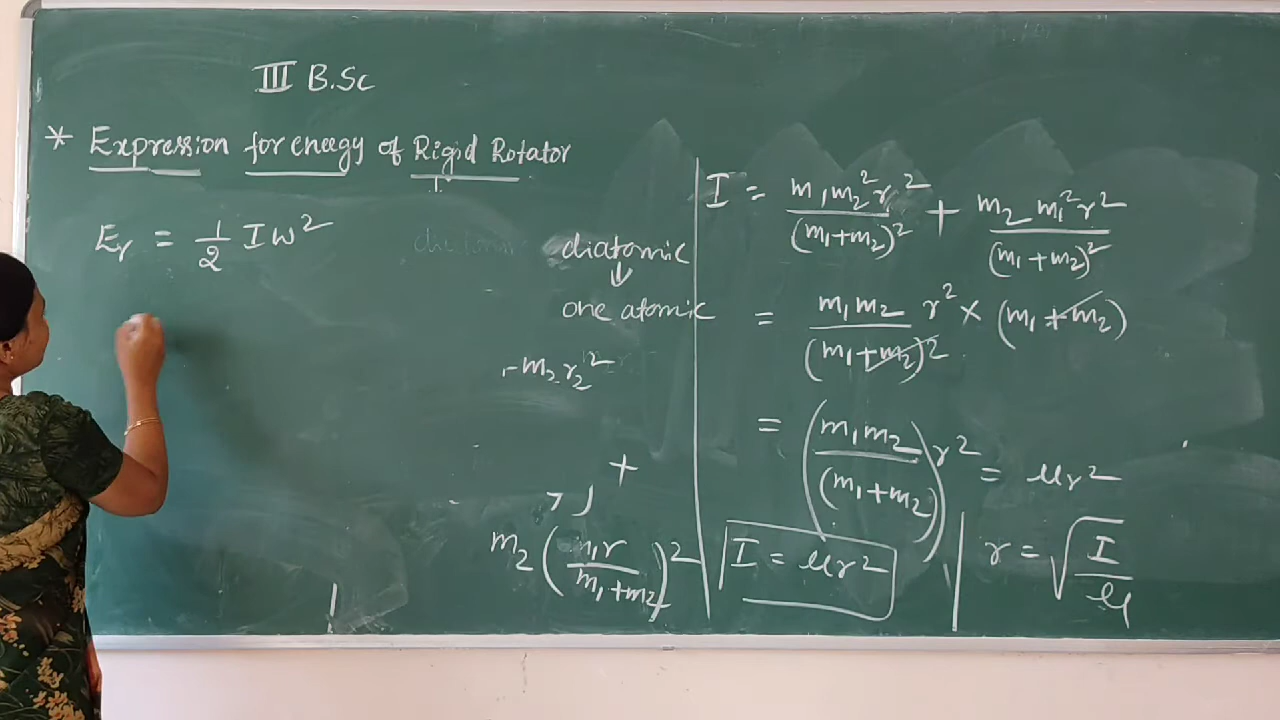 III B.Sc
* Expression for energy of Rigid Rotator
Er = 1/2 Iω²
diatomic
↓
one atomic
-m₂ r₂²
+
m₂ (m₁r / m₁+m₂)²
I = m₁m₂²r² / (m₁+m₂)² + m₂m₁²r² / (m₁+m₂)²
= m₁m₂ / (m₁+m₂)² r² × (m₁+m₂)
= (m₁m₂ / (m₁+m₂)) r² = μr²
I = μr²
r = √(I/μ)